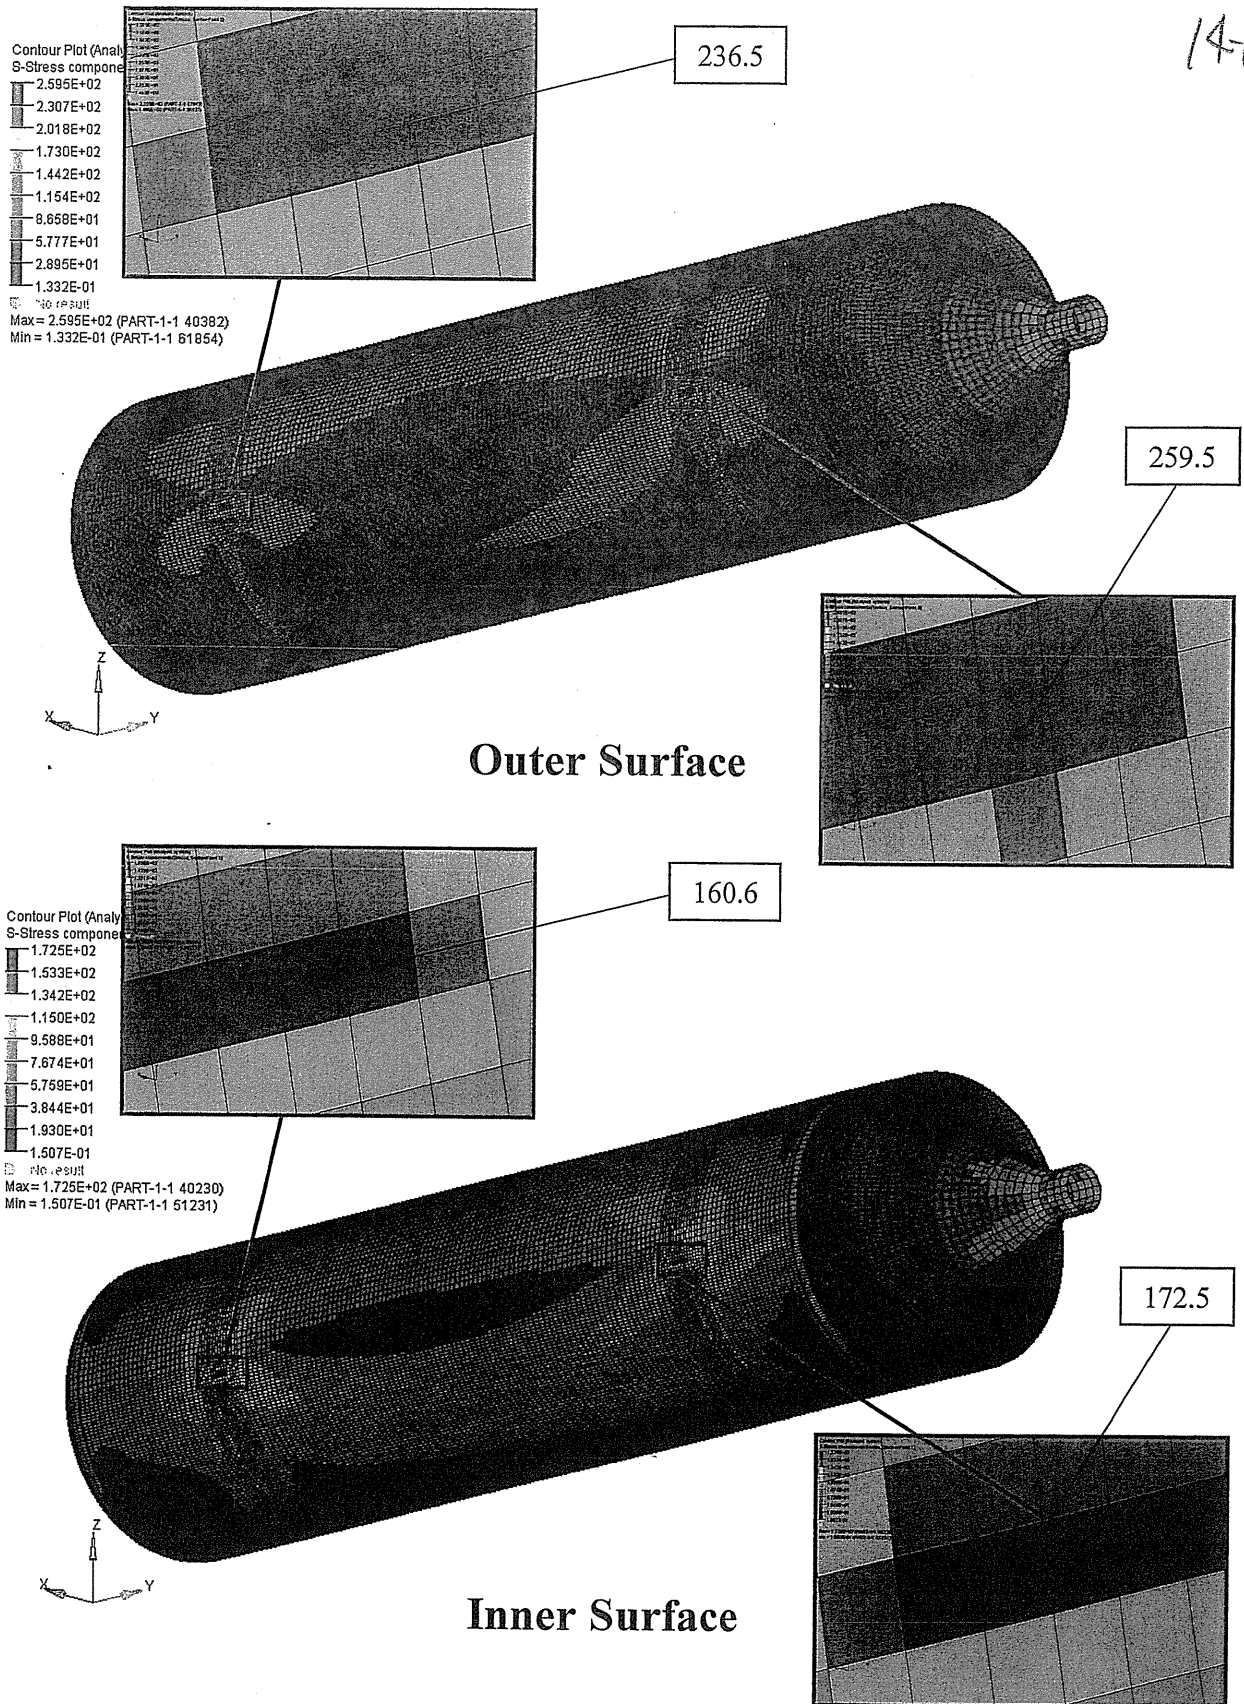 14-
236.5
Contour Plot (Analy
S-Stress compone
2.595E+02
2.307E+02
2.018E+02
1.730E+02
1.442E+02
1.154E+02
8.658E+01
5.777E+01
2.895E+01
1.332E-01
No result
Max = 2.595E+02 (PART-1-1 40382)
Min = 1.332E-01 (PART-1-1 61854)
259.5
Z
X
Y
Outer Surface
160.6
Contour Plot (Analy
S-Stress compone
1.725E+02
1.533E+02
1.342E+02
1.150E+02
9.588E+01
7.674E+01
5.759E+01
3.844E+01
1.930E+01
1.507E-01
No result
Max = 1.725E+02 (PART-1-1 40230)
Min = 1.507E-01 (PART-1-1 51231)
172.5
Z
X
Y
Inner Surface